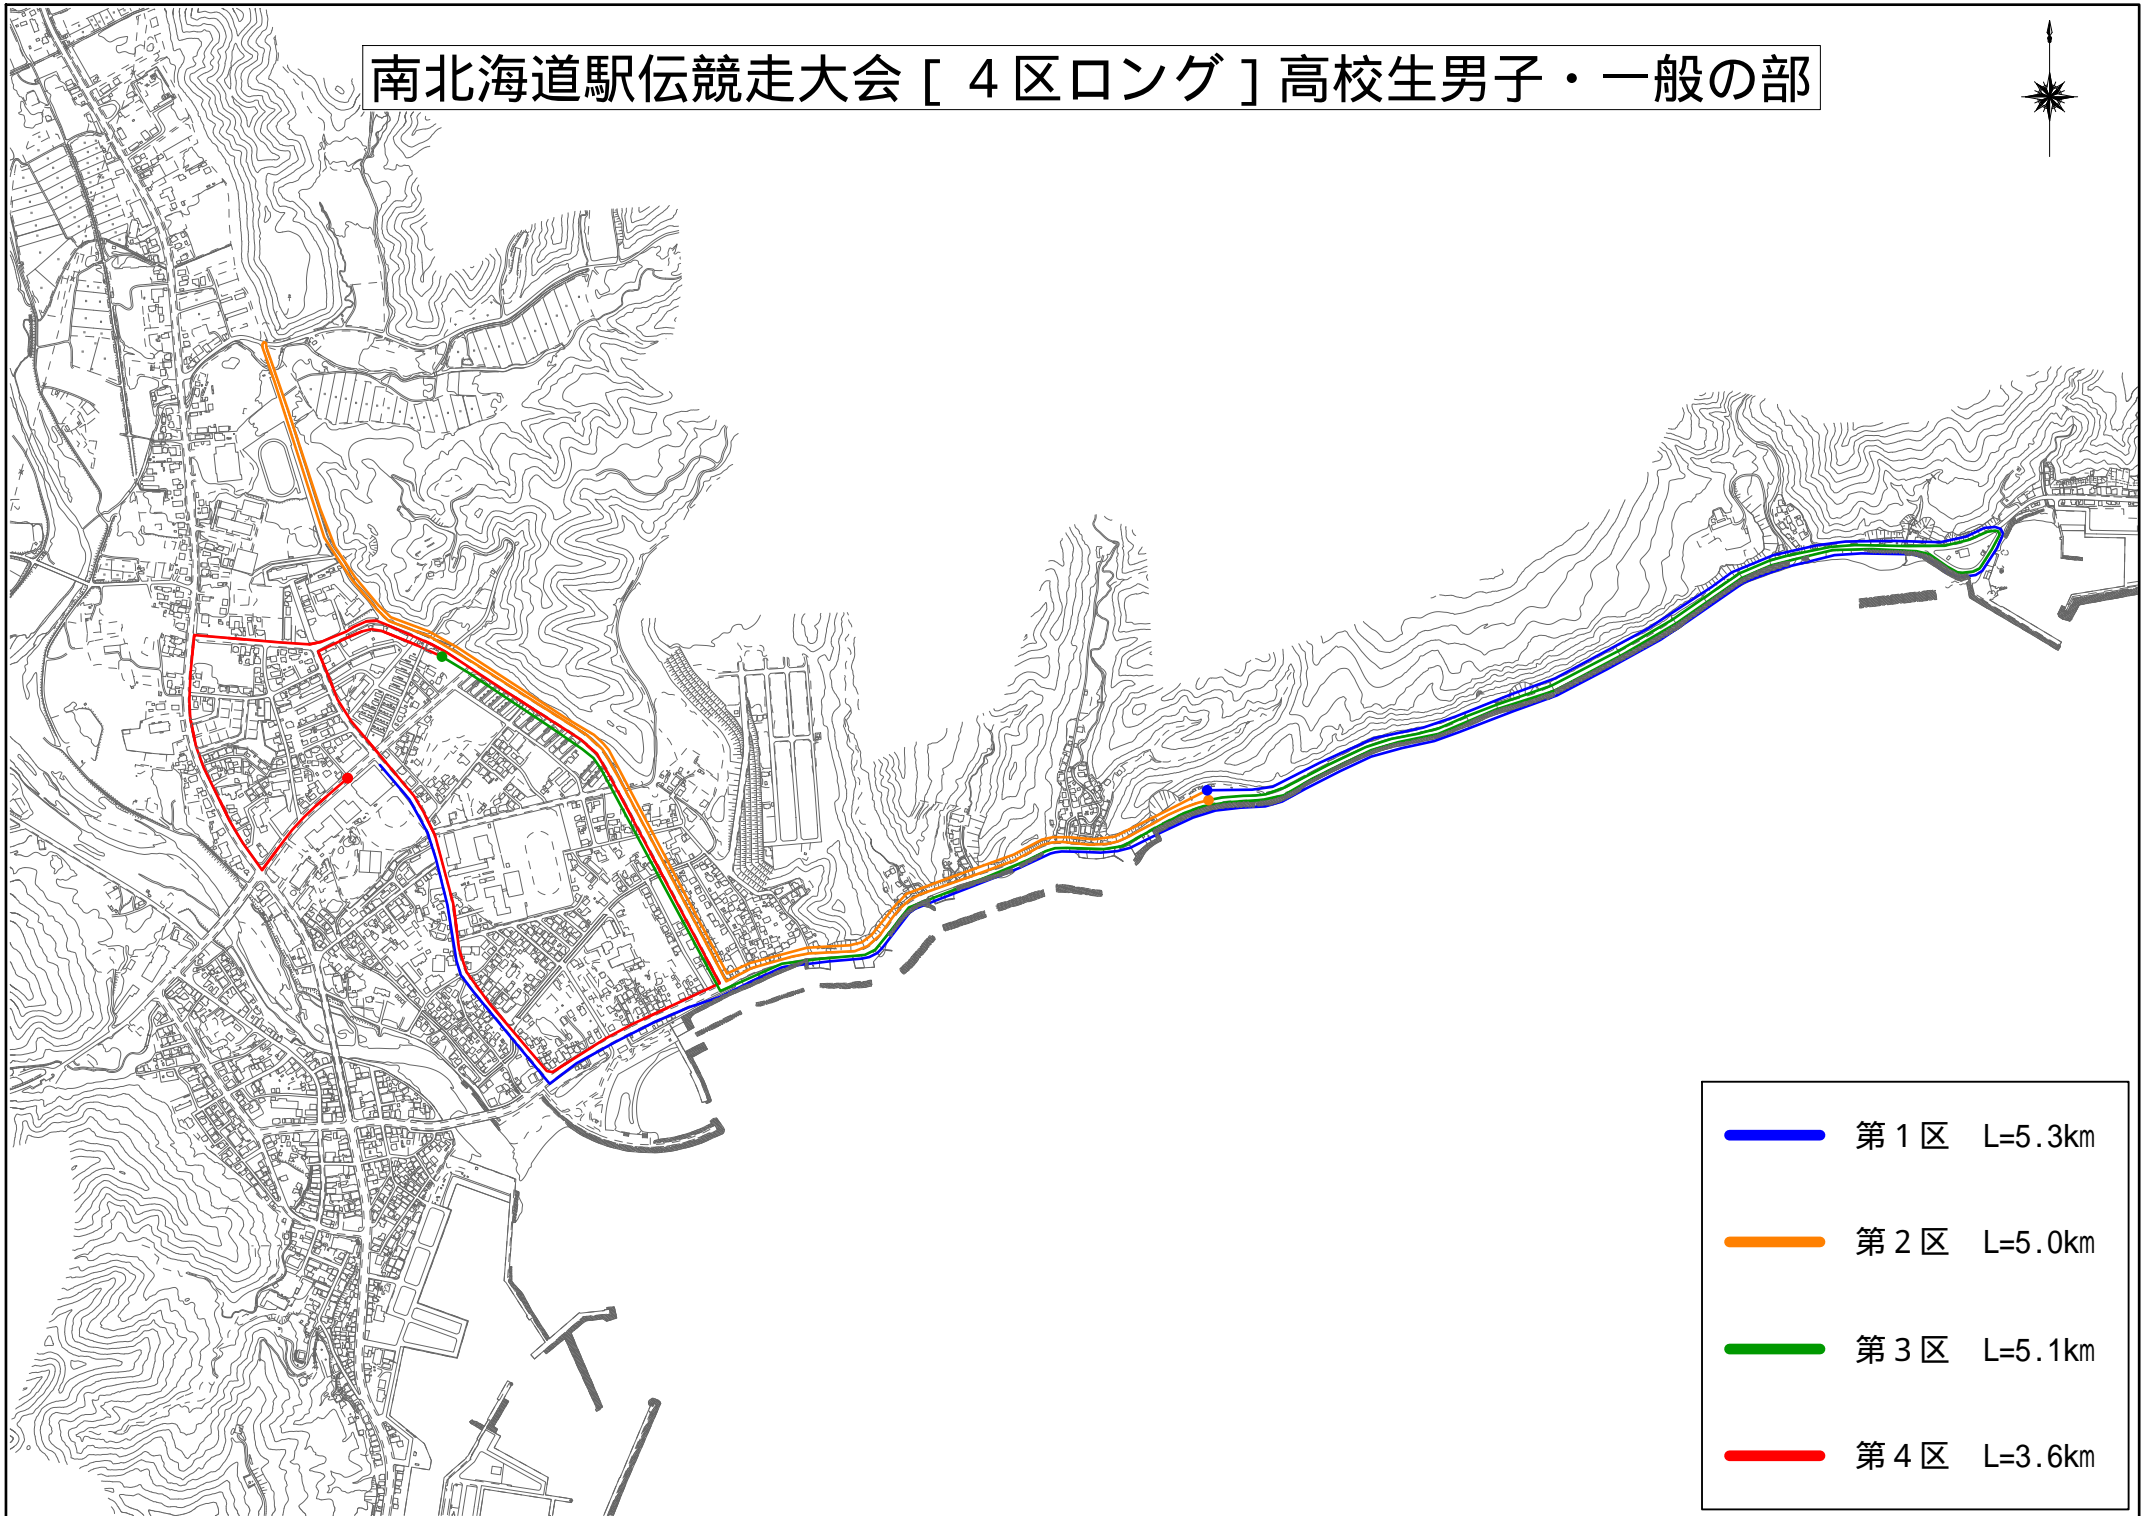 南北海道駅伝競走大会［４区ロング］高校生男子・一般の部
第１区　L=5.3㎞
第２区　L=5.0㎞
第３区　L=5.1㎞
第４区　L=3.6㎞